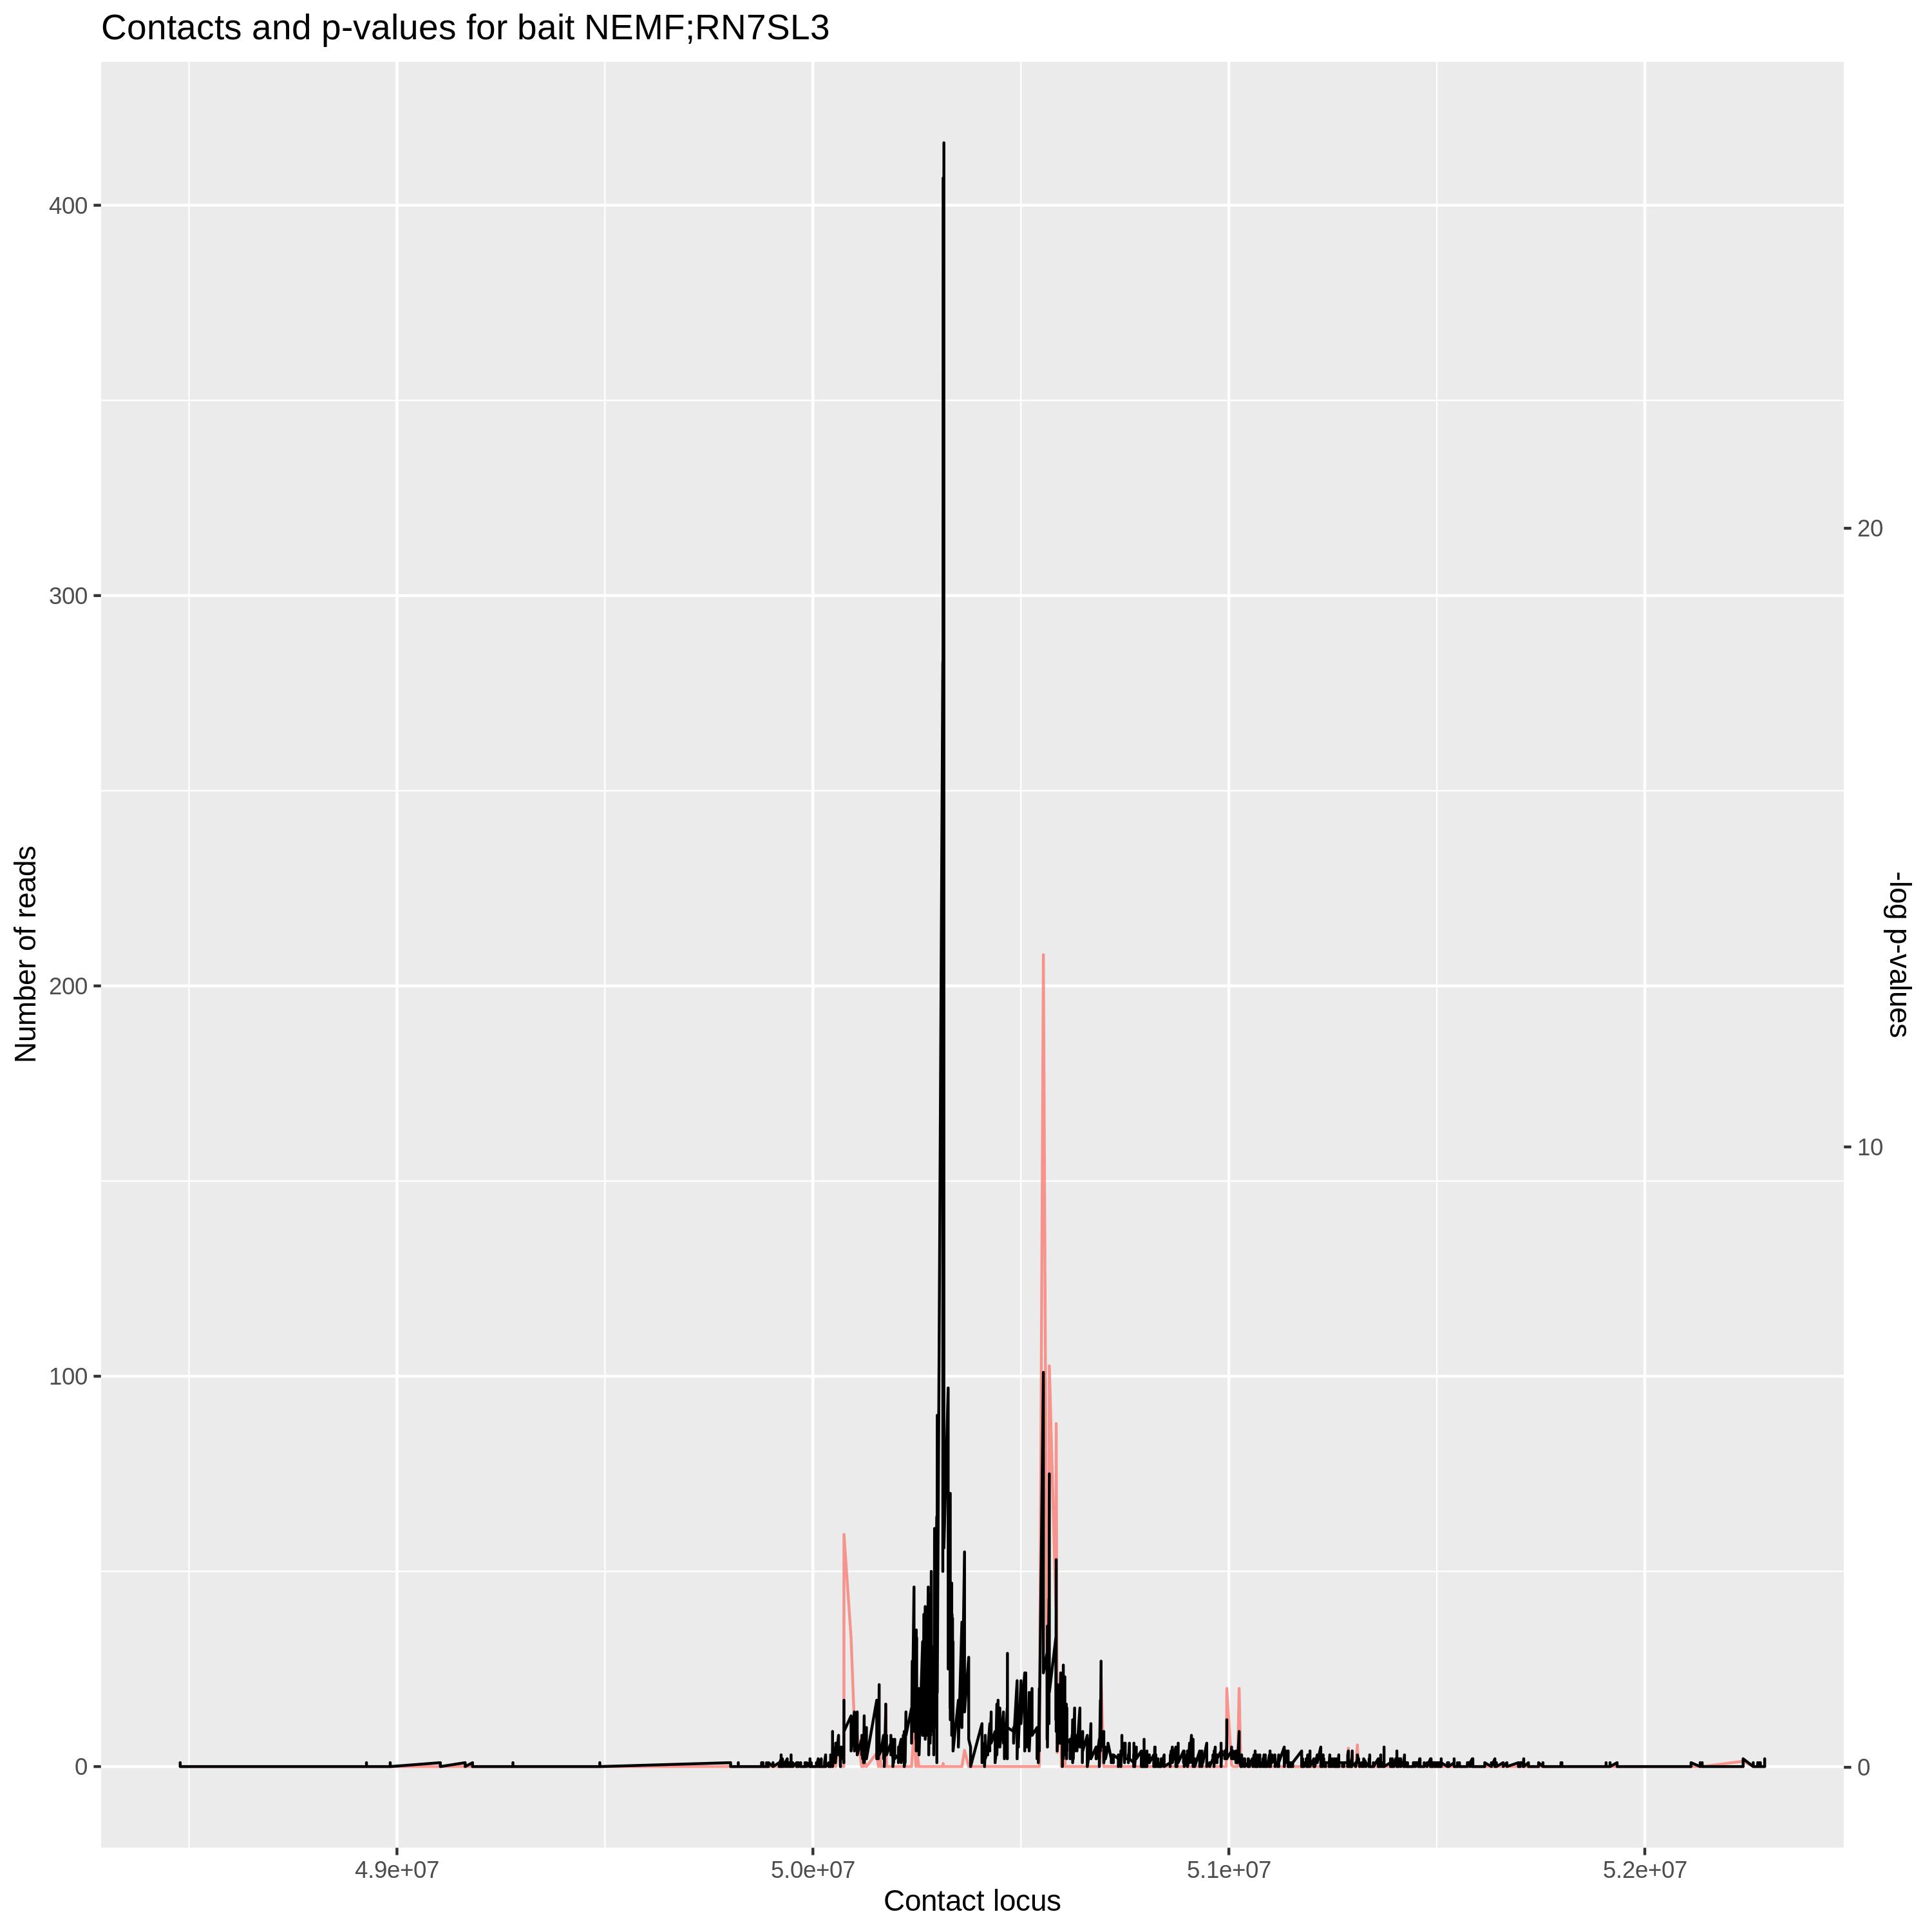 Contacts and p-values for bait NEMF;RN7SL3
400
300
200
100
0
Number of reads
20
10
0
-log p-values
4.9e+07
5.0e+07
5.1e+07
5.2e+07
Contact locus